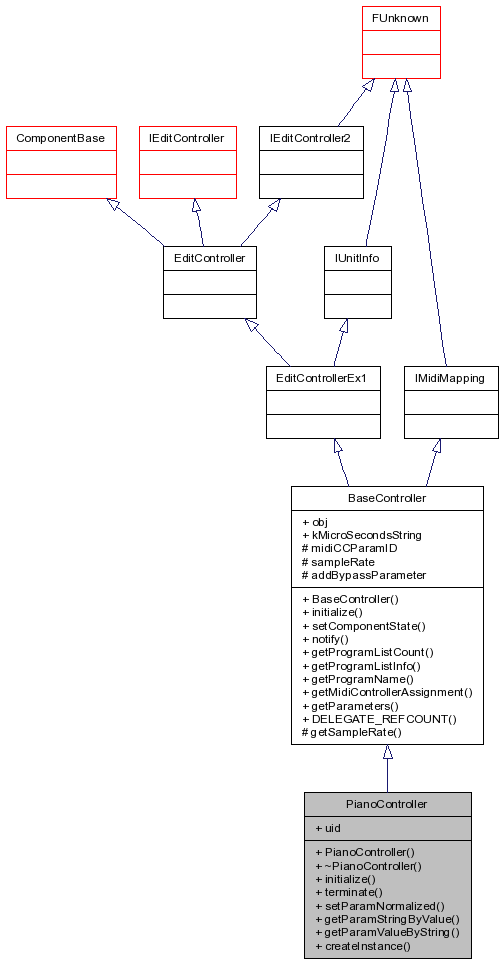 FUnknown
ComponentBase
IEditController
IEditController2
EditController
IUnitInfo
EditControllerEx1
IMidiMapping
BaseController
+ obj
+ kMicroSecondsString
# midiCCParamID
# sampleRate
# addBypassParameter
+ BaseController()
+ initialize()
+ setComponentState()
+ notify()
+ getProgramListCount()
+ getProgramListInfo()
+ getProgramName()
+ getMidiControllerAssignment()
+ getParameters()
+ DELEGATE_REFCOUNT()
# getSampleRate()
PianoController
+ uid
+ PianoController()
+ ~PianoController()
+ initialize()
+ terminate()
+ setParamNormalized()
+ getParamStringByValue()
+ getParamValueByString()
+ createInstance()